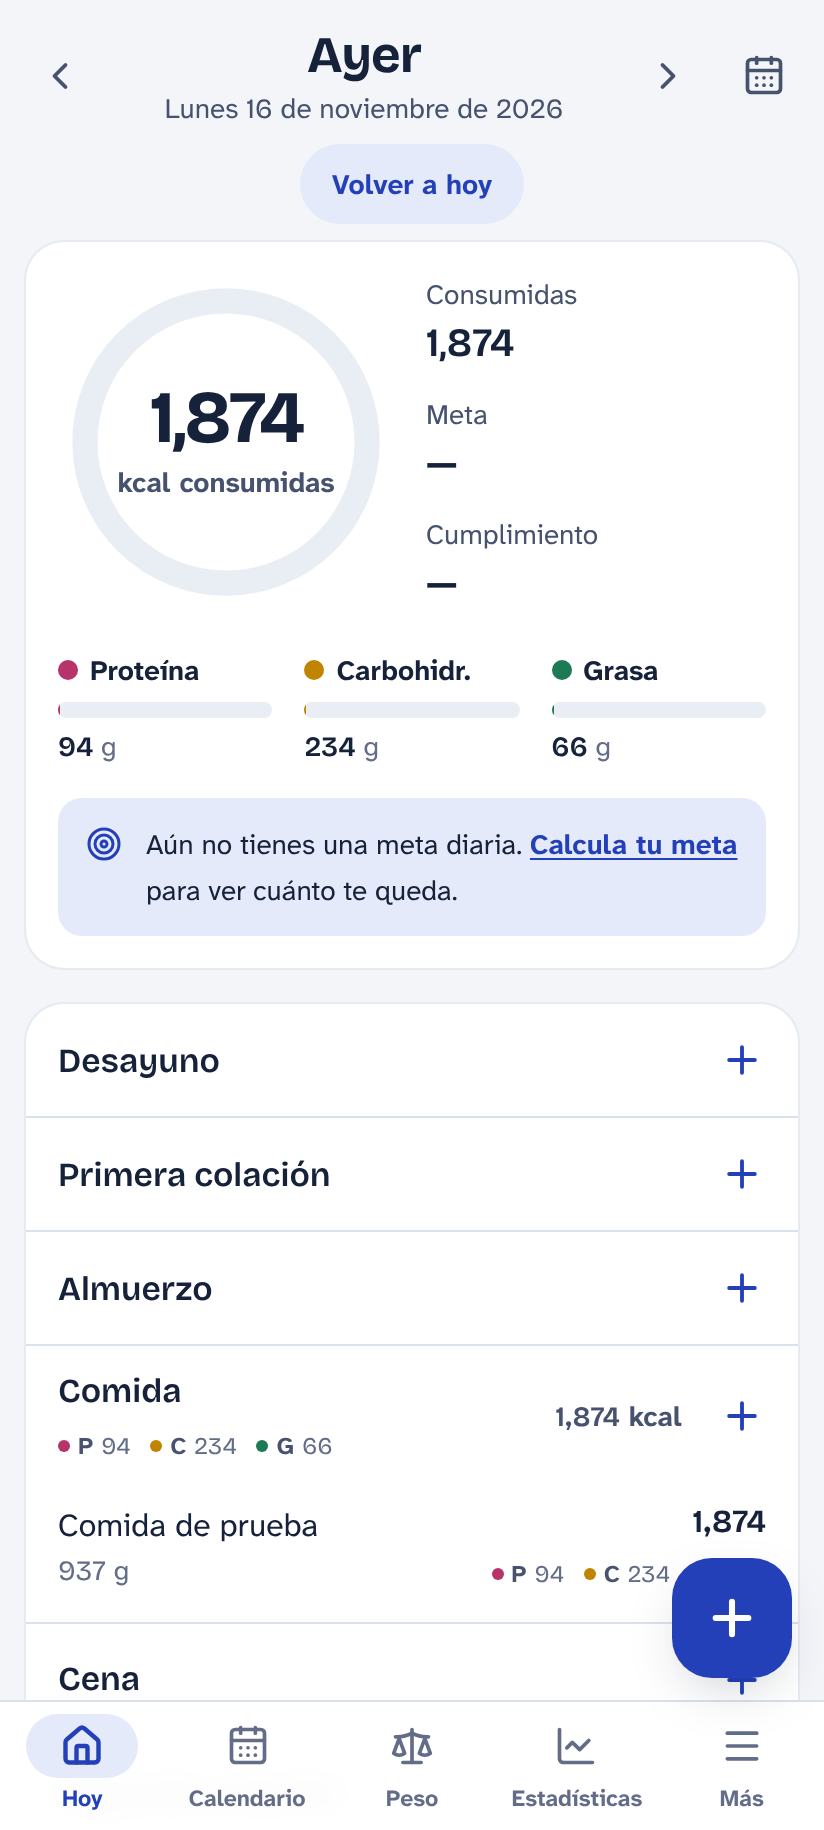 Ayer
Lunes 16 de noviembre de 2026
Volver a hoy
1,874
kcal consumidas
Consumidas
1,874
Meta
—
Cumplimiento
—
Proteína
94 g
Carbohidr.
234 g
Grasa
66 g
Aún no tienes una meta diaria. Calcula tu meta
para ver cuánto te queda.
Desayuno
Primera colación
Almuerzo
Comida
P 94 C 234 G 66
1,874 kcal
Comida de prueba
1,874
937 g
P 94 C 234
Cena
Hoy
Calendario
Peso
Estadísticas
Más